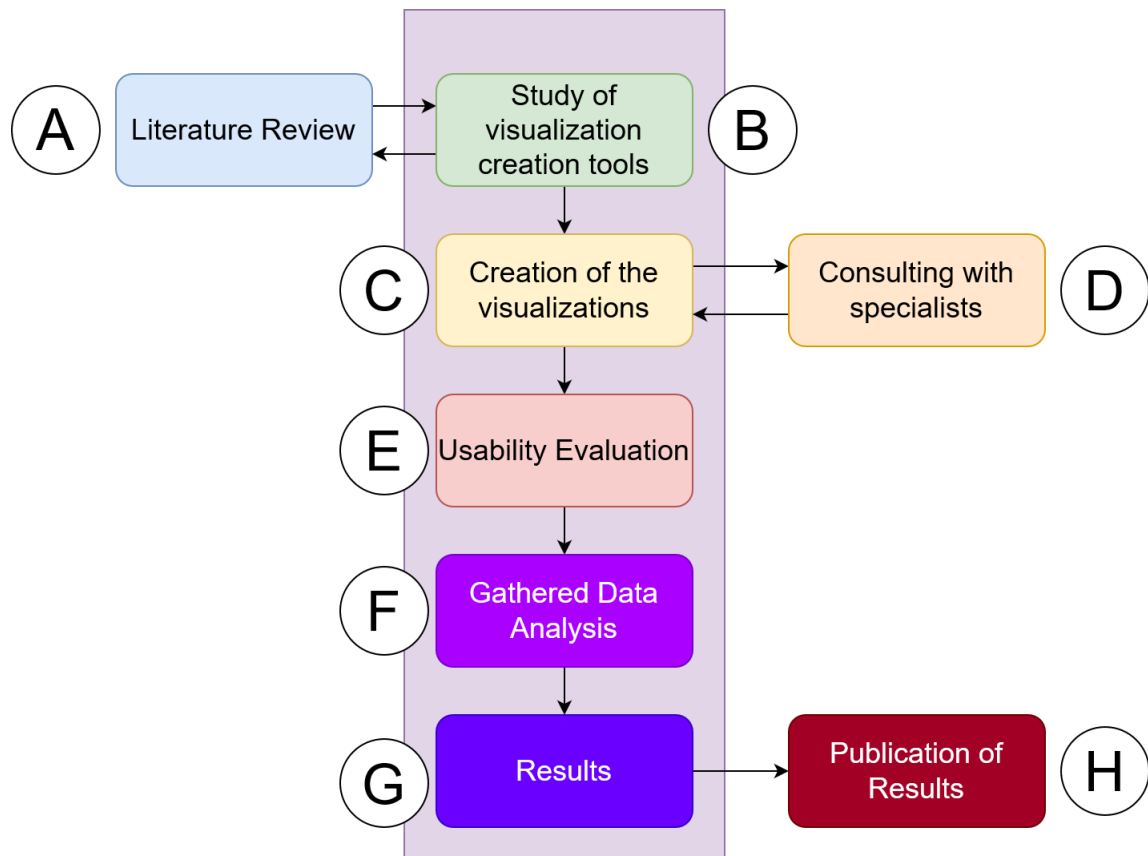 A
Literature Review
Study of
visualization
creation tools
B
C
Creation of the
visualizations
Consulting with
specialists
D
E
Usability Evaluation
F
Gathered Data
Analysis
G
Results
Publication of
Results
H